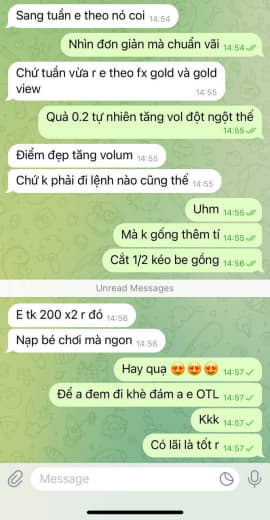 Sang tuần e theo nó coi 14:54
Nhìn đơn giản mà chuẩn vãi 14:54
Chứ tuần vừa r e theo fx gold và gold
view 14:55
Quả 0.2 tự nhiên tăng vol đột ngột thế
14:55
Điểm đẹp tăng volum 14:55
Chứ k phải đi lệnh nào cũng thế 14:55
Uhm 14:55
Mà k gống thêm tí 14:55
Cắt 1/2 kéo be gồng 14:56
Unread Messages
E tk 200 x2 r đó 14:56
Nạp bé chơi mà ngon 14:56
Hay quạ 😍😍😍 14:57
Để a đem đi khè đám a e OTL 14:57
Kkk 14:57
Có lãi là tốt r 14:57
Message